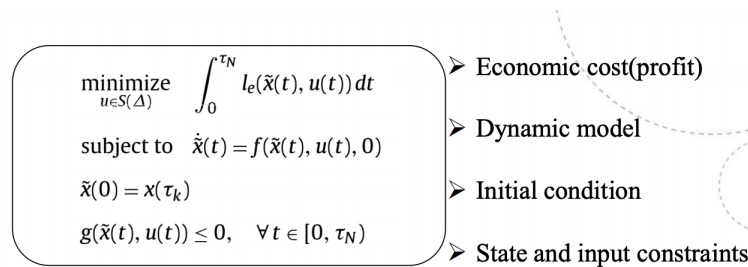 minimize ∫₀^{τ_N} l_e(x̃(t), u(t)) dt
u∈S(Δ)
subject to ẋ̃(t) = f(x̃(t), u(t), 0)
x̃(0) = x(τ_k)
g(x̃(t), u(t)) ≤ 0, ∀ t ∈ [0, τ_N)
➢ Economic cost(profit)
➢ Dynamic model
➢ Initial condition
➢ State and input constraints